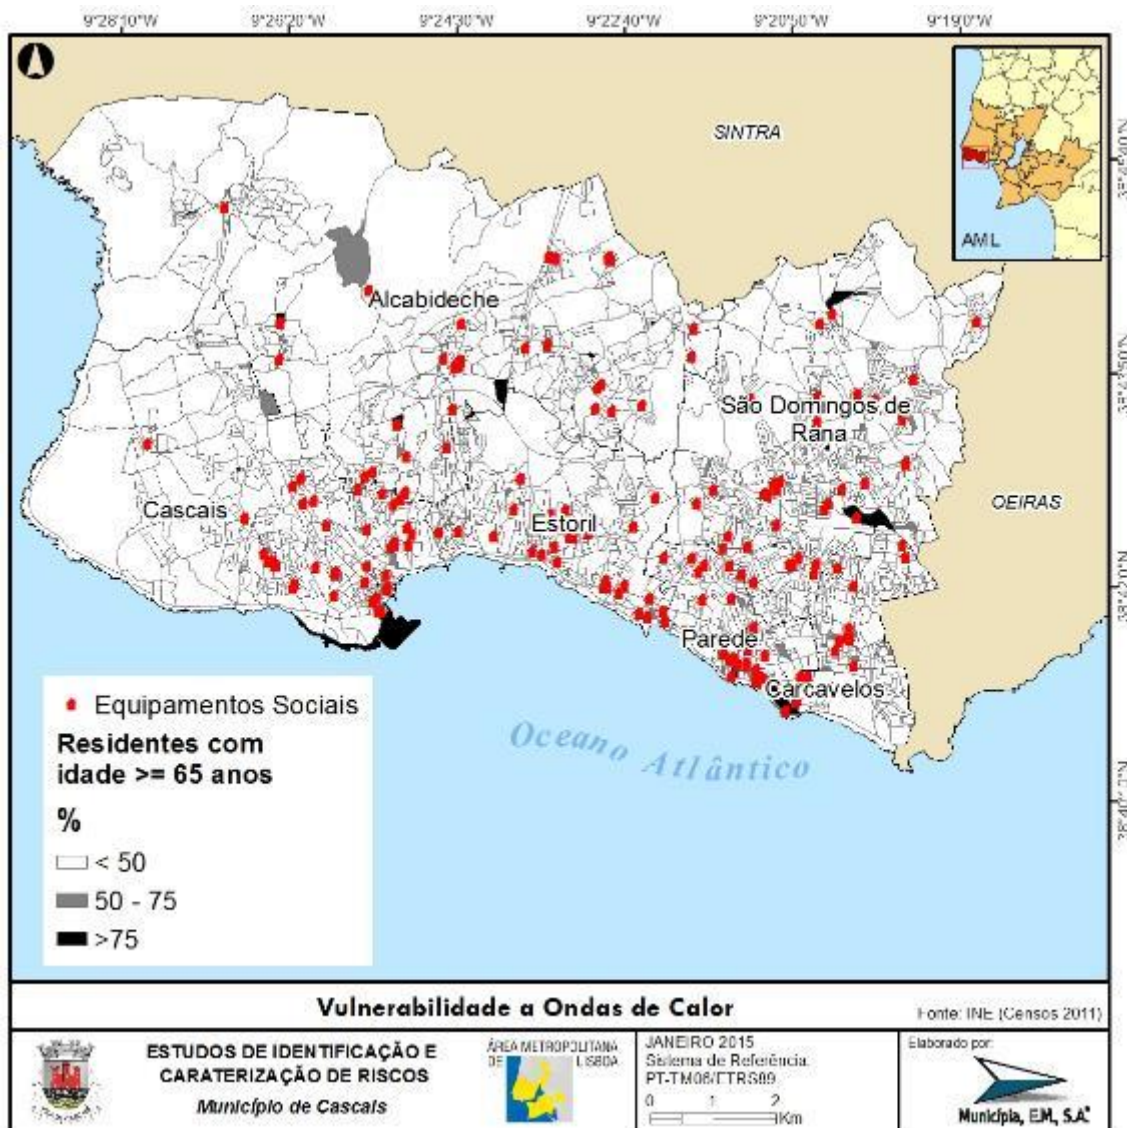 9°28'10"W 9°26'20"W 9°24'30"W 9°22'40"W 9°20'50"W 9°19'0"W
SINTRA
AML
Alcabideche
São Domingos de
Rana
OEIRAS
Cascais
Estoril
Parede
Carcavelos
Oceano Atlântico
38°40'0"N
Equipamentos Sociais
Residentes com
idade >= 65 anos
%
< 50
50 - 75
>75
Vulnerabilidade a Ondas de Calor
Fonte: INE (Censos 2011)
ESTUDOS DE IDENTIFICAÇÃO E
CARATERIZAÇÃO DE RISCOS
Município de Cascais
ÁREA METROPOLITANA
DE LISBOA
JANEIRO 2015
Sistema de Referência
PT-TM06/ETRS89
0 1 2
Km
Elaborado por:
Municípia, E.M., S.A.